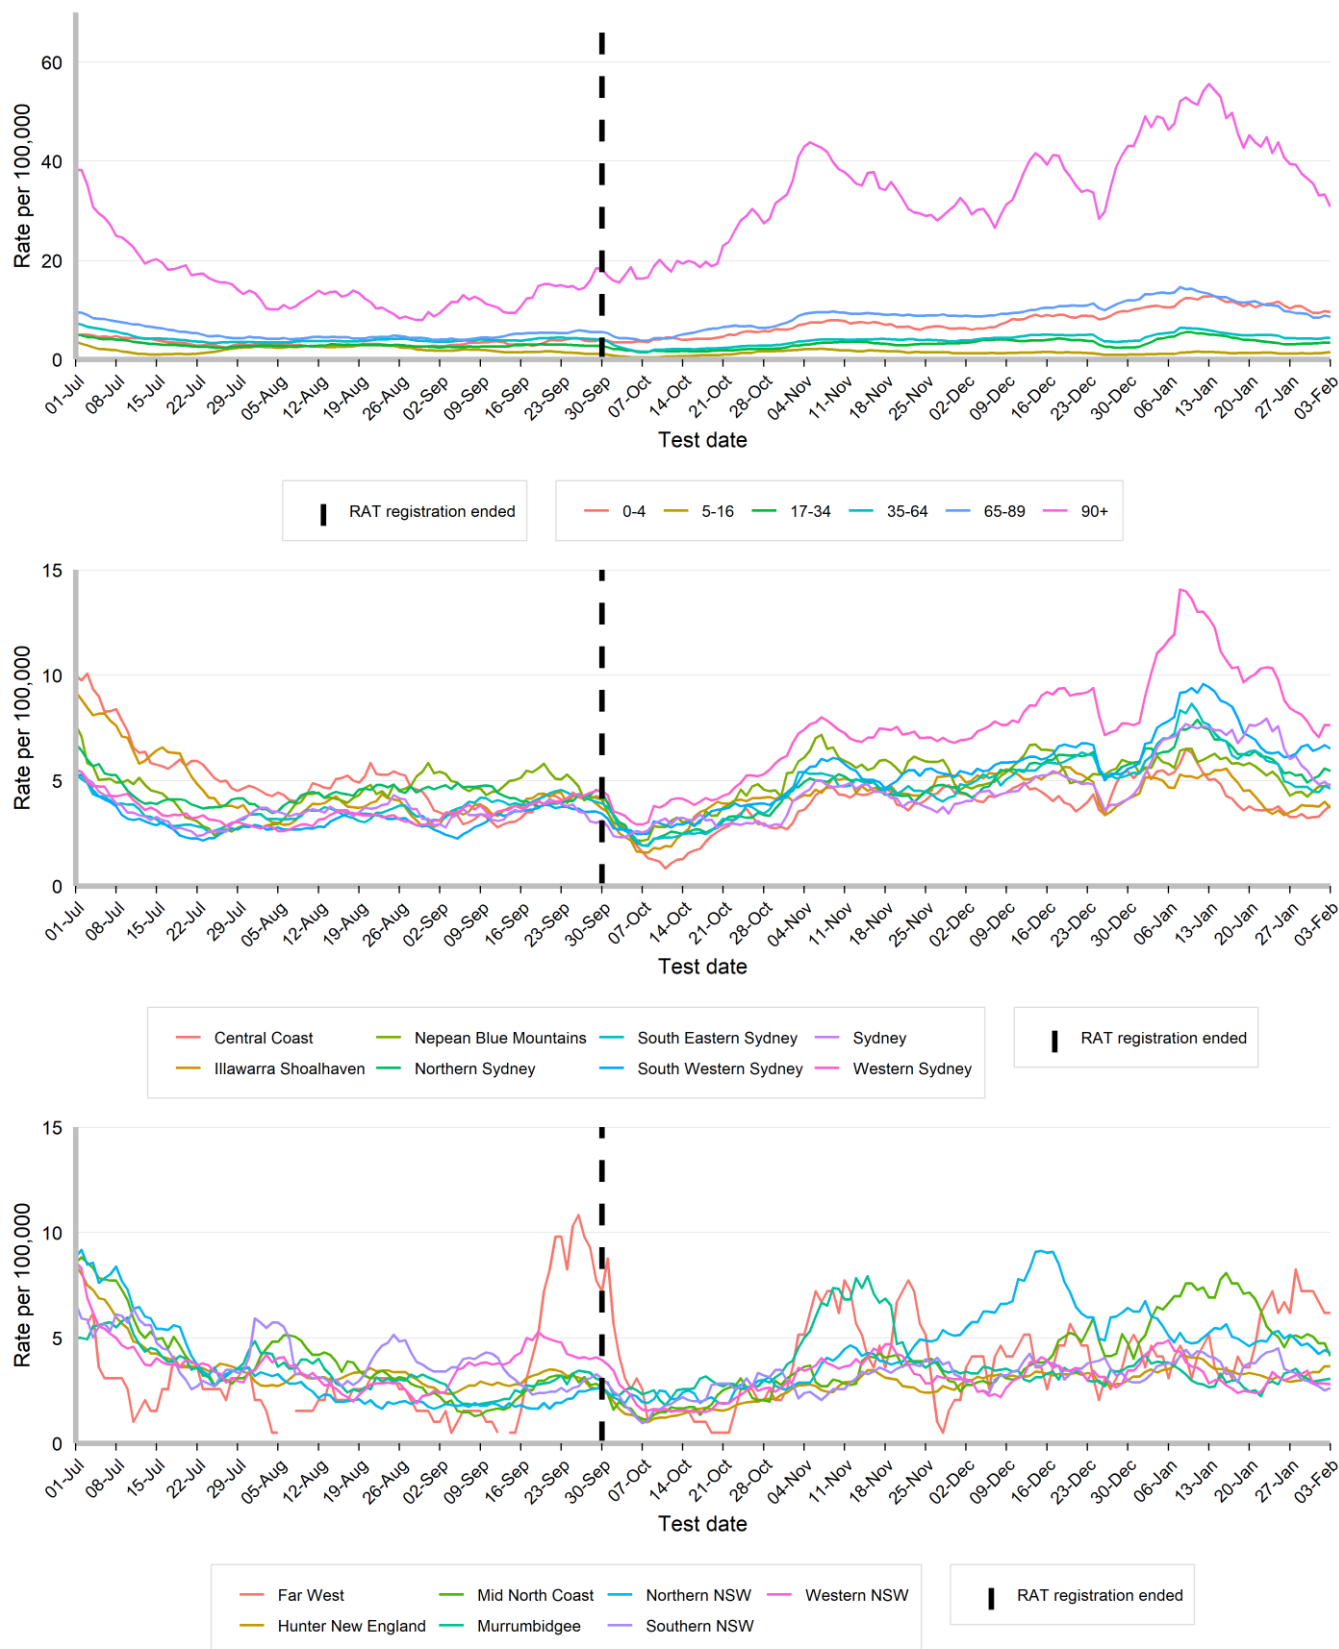 60
40
20
0
Rate per 100,000
01-Jul 08-Jul 15-Jul 22-Jul 29-Jul 05-Aug 12-Aug 19-Aug 26-Aug 02-Sep 09-Sep 16-Sep 23-Sep 30-Sep 07-Oct 14-Oct 21-Oct 28-Oct 04-Nov 11-Nov 18-Nov 25-Nov 02-Dec 09-Dec 16-Dec 23-Dec 30-Dec 06-Jan 13-Jan 20-Jan 27-Jan 03-Feb
Test date
RAT registration ended
0-4 5-16 17-34 35-64 65-89 90+
15
10
5
0
Rate per 100,000
01-Jul 08-Jul 15-Jul 22-Jul 29-Jul 05-Aug 12-Aug 19-Aug 26-Aug 02-Sep 09-Sep 16-Sep 23-Sep 30-Sep 07-Oct 14-Oct 21-Oct 28-Oct 04-Nov 11-Nov 18-Nov 25-Nov 02-Dec 09-Dec 16-Dec 23-Dec 30-Dec 06-Jan 13-Jan 20-Jan 27-Jan 03-Feb
Test date
Central Coast Nepean Blue Mountains South Eastern Sydney Sydney
Illawarra Shoalhaven Northern Sydney South Western Sydney Western Sydney
RAT registration ended
15
10
5
0
Rate per 100,000
01-Jul 08-Jul 15-Jul 22-Jul 29-Jul 05-Aug 12-Aug 19-Aug 26-Aug 02-Sep 09-Sep 16-Sep 23-Sep 30-Sep 07-Oct 14-Oct 21-Oct 28-Oct 04-Nov 11-Nov 18-Nov 25-Nov 02-Dec 09-Dec 16-Dec 23-Dec 30-Dec 06-Jan 13-Jan 20-Jan 27-Jan 03-Feb
Test date
Far West Mid North Coast Northern NSW Western NSW
Hunter New England Murrumbidgee Southern NSW
RAT registration ended